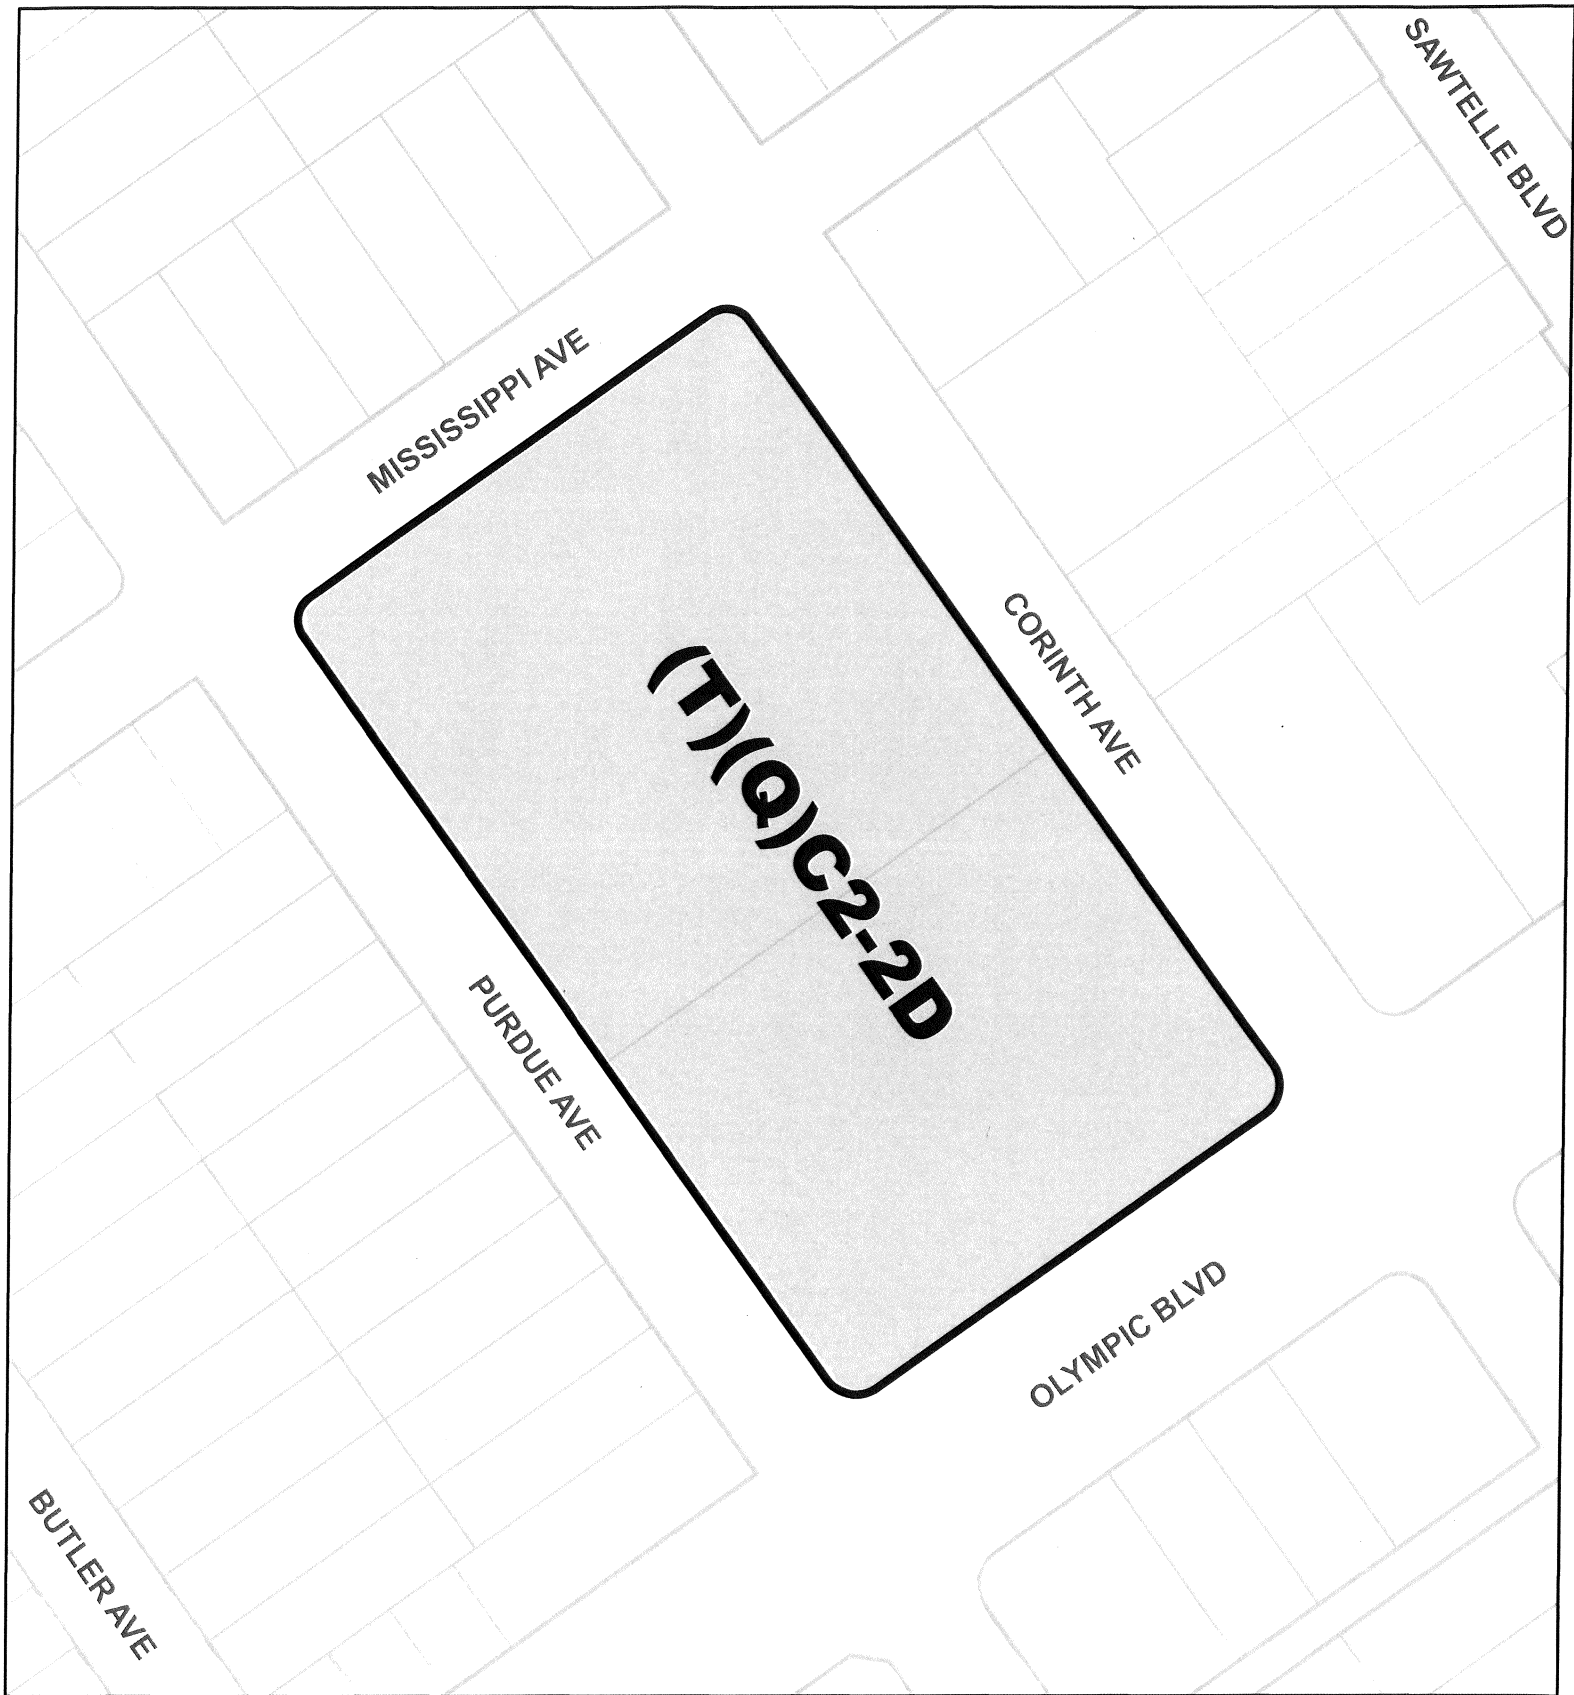 SAWTELLE BLVD
MISSISSIPPI AVE
CORINTH AVE
(T)(Q)C2-2D
PURDUE AVE
OLYMPIC BLVD
BUTLER AVE